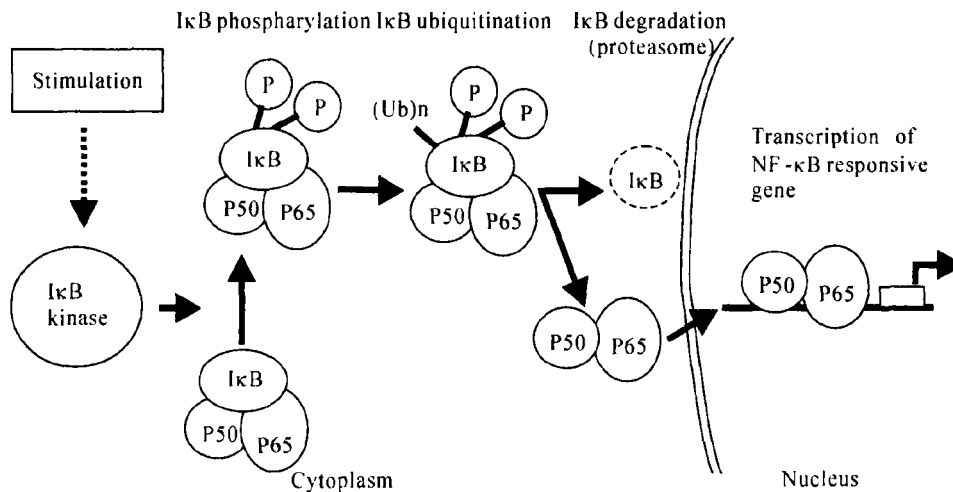 IκB phospharylation IκB ubiquitination IκB degradation
(proteasome)
Stimulation
P
P
IκB
P50 P65
(Ub)n
P
P
IκB
P50 P65
IκB
Transcription of
NF-κB responsive
gene
IκB
kinase
P50 P65
P50 P65
IκB
P50 P65
Cytoplasm
Nucleus